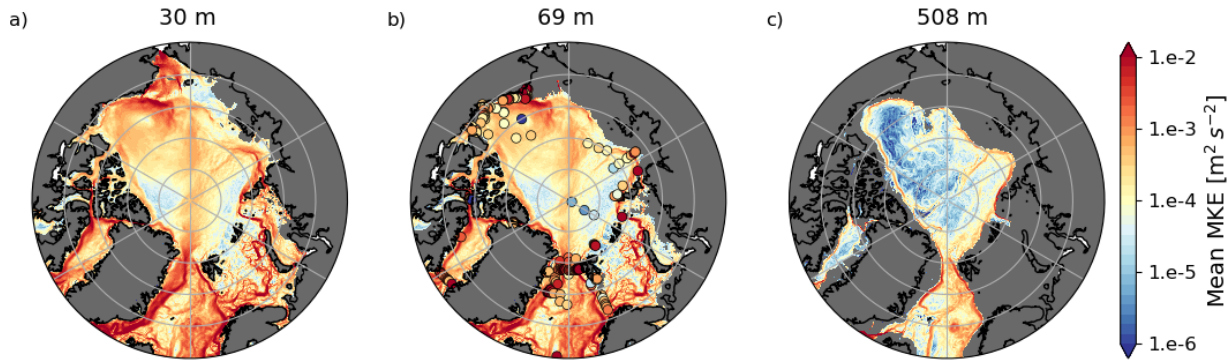 a)
30 m
b)
69 m
c)
508 m
1.e-2
1.e-3
1.e-4
1.e-5
1.e-6
Mean MKE [m² s⁻²]